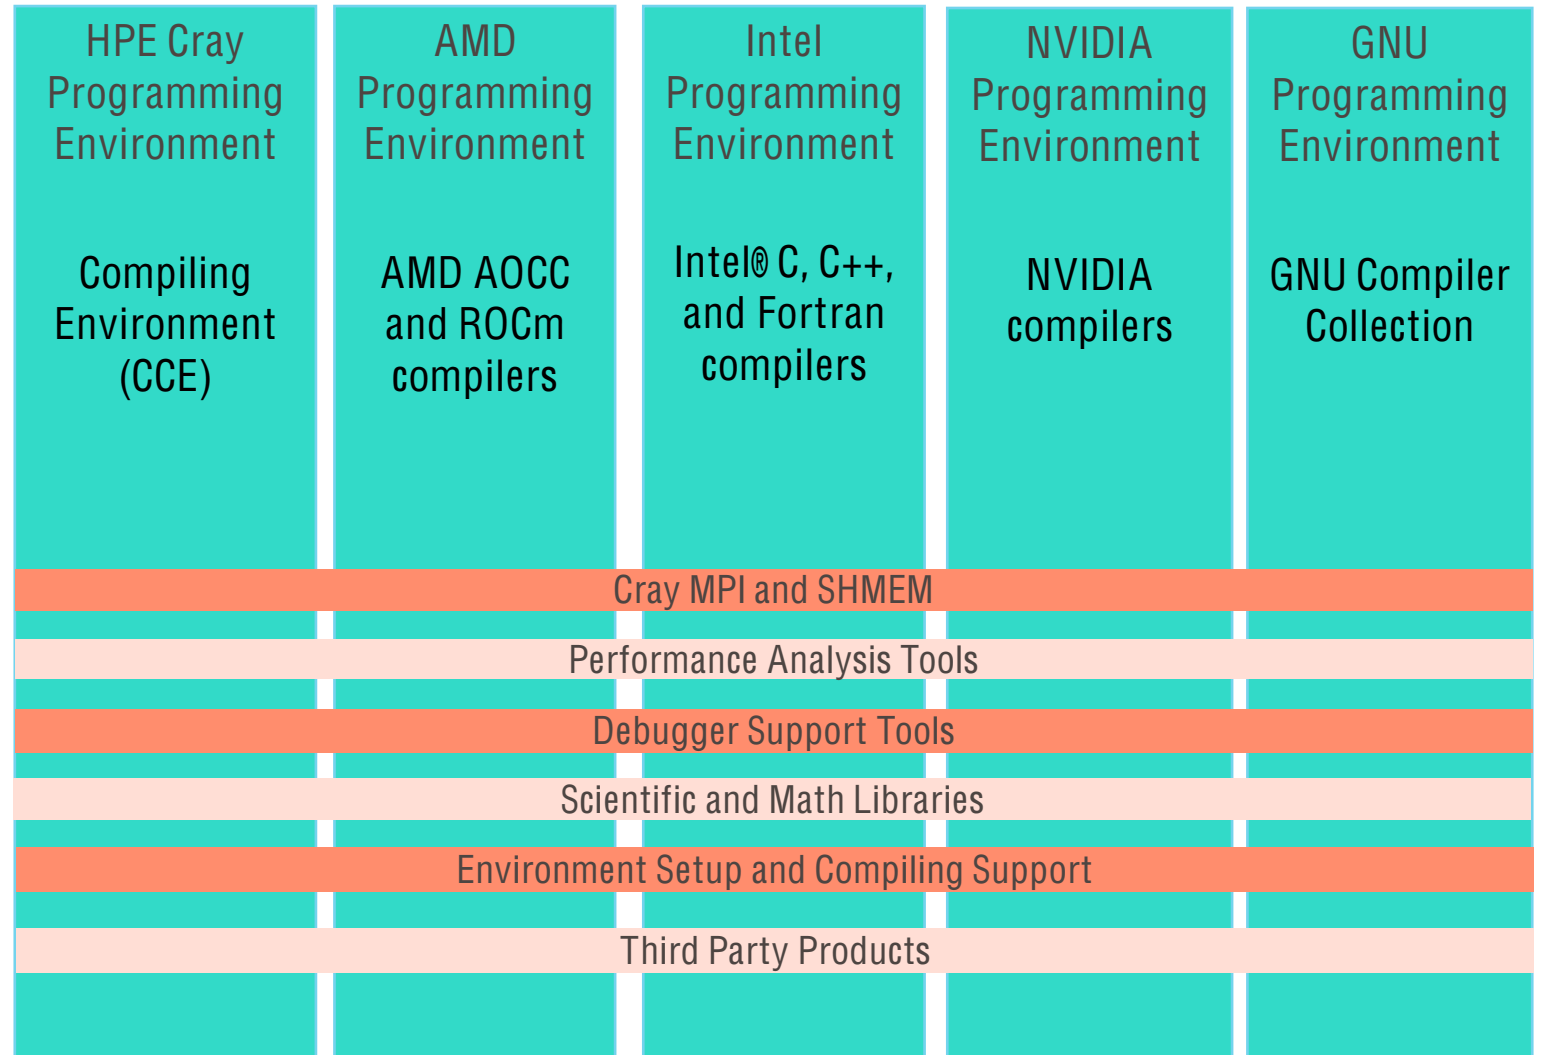 HPE Cray
Programming
Environment
Compiling
Environment
(CCE)
AMD
Programming
Environment
AMD AOCC
and ROCm
compilers
Intel
Programming
Environment
Intel® C, C++,
and Fortran
compilers
NVIDIA
Programming
Environment
NVIDIA
compilers
GNU
Programming
Environment
GNU Compiler
Collection
Cray MPI and SHMEM
Performance Analysis Tools
Debugger Support Tools
Scientific and Math Libraries
Environment Setup and Compiling Support
Third Party Products